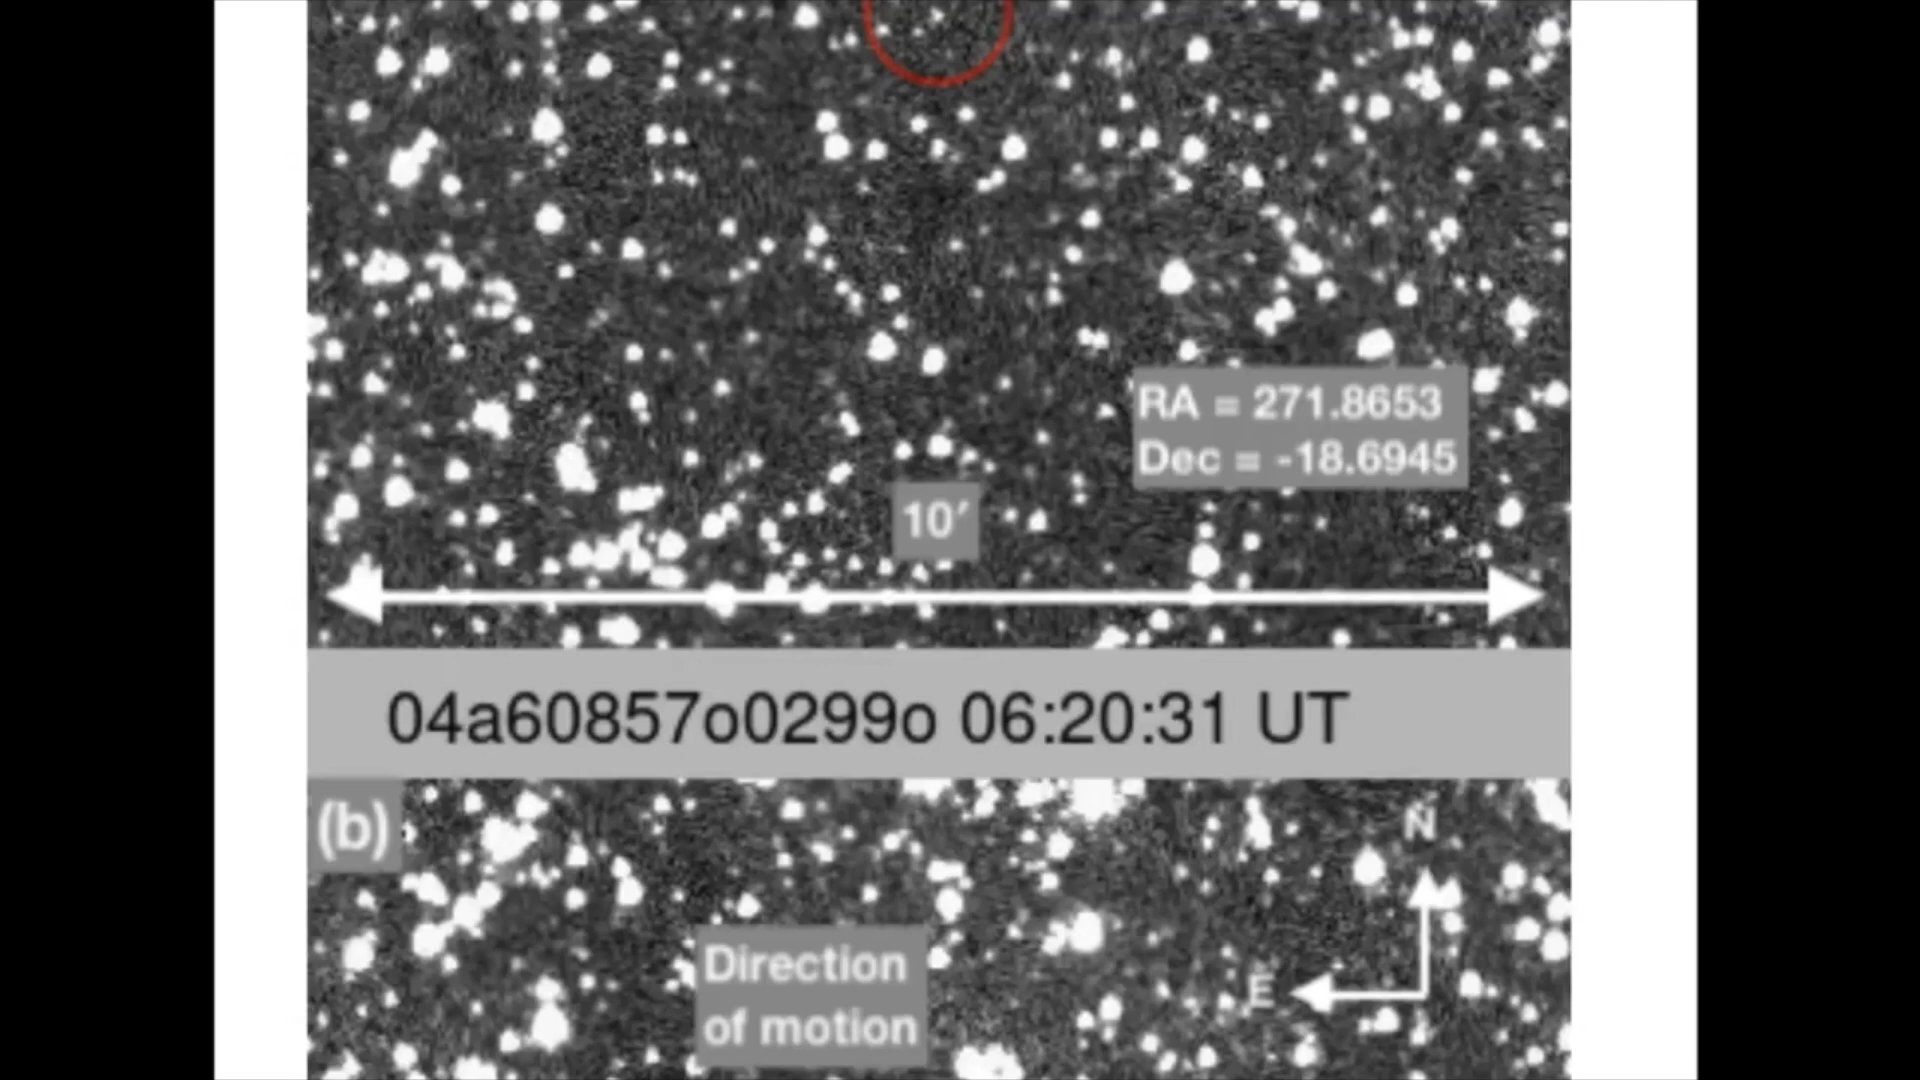 RA = 271.8653
Dec = -18.6945
10′
04a60857o0299o 06:20:31 UT
(b)
N
Direction
of motion
E